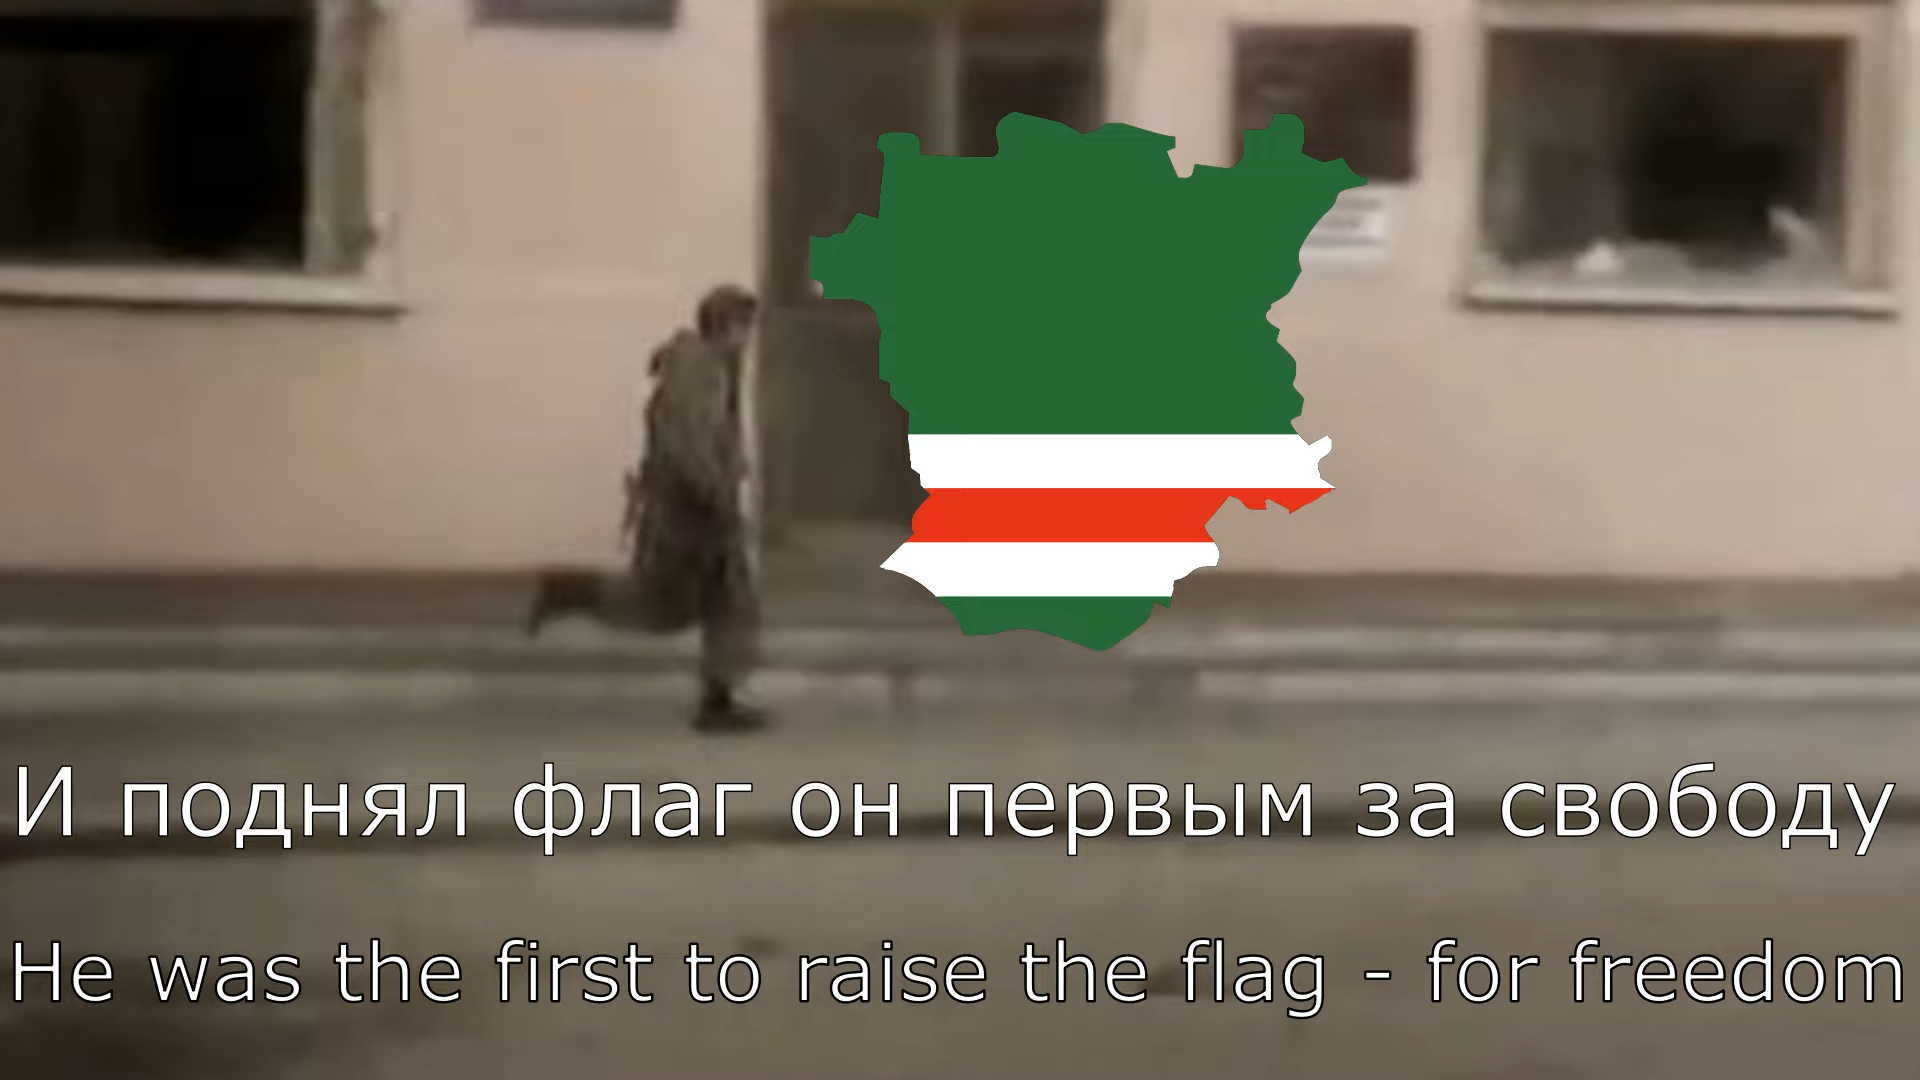 И поднял флаг он первым за свободу
He was the first to raise the flag - for freedom